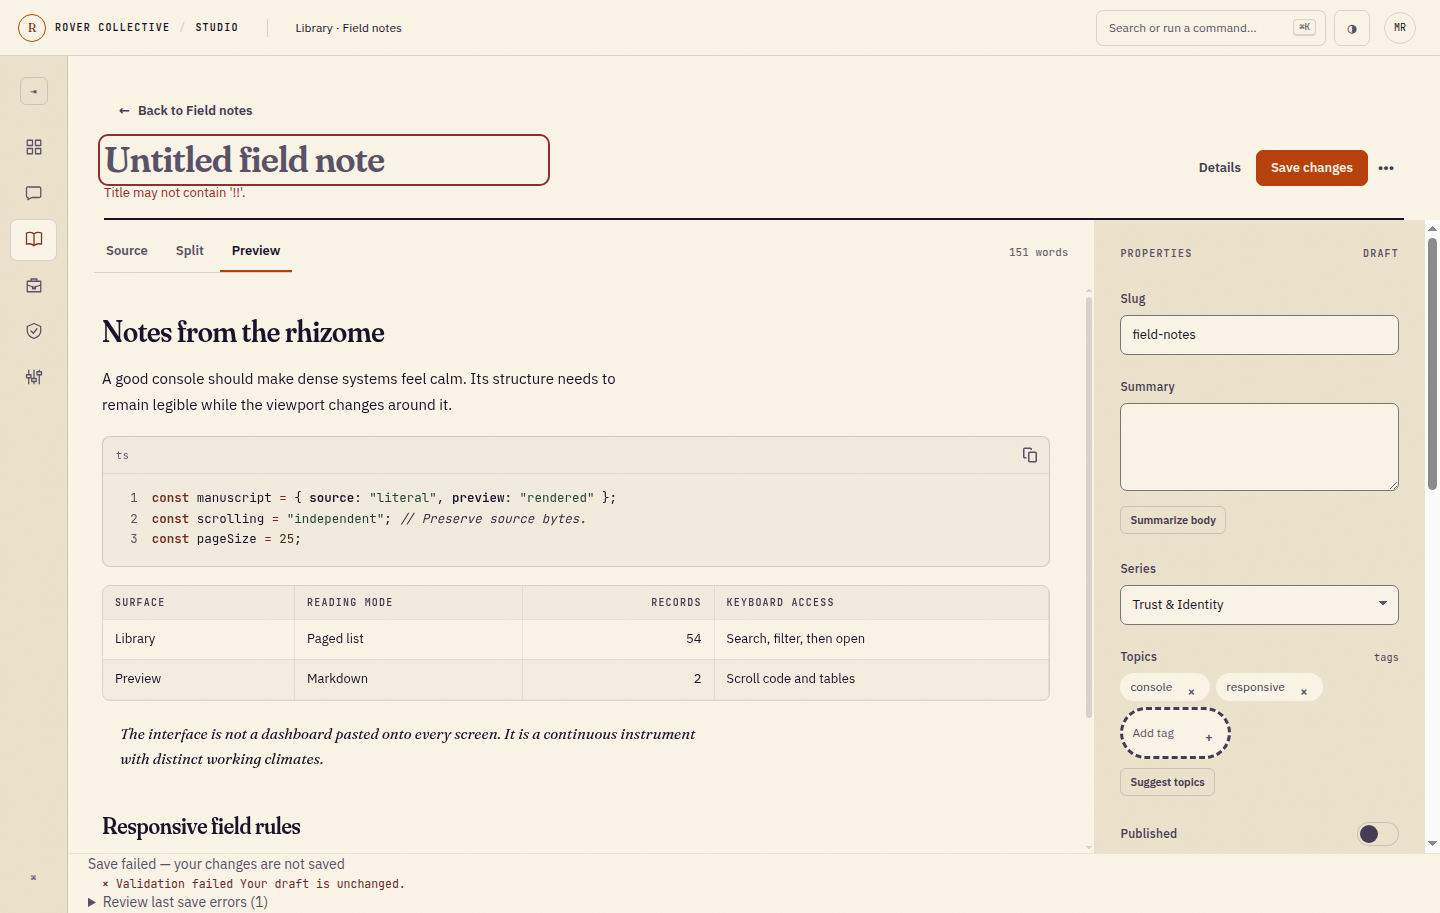 R ROVER COLLECTIVE / STUDIO
Library · Field notes
Search or run a command... ⌘K
◑
MR
← Back to Field notes
Untitled field note
Title may not contain '!!'.
Details
Save changes
•••
Source Split Preview
151 words
Notes from the rhizome
A good console should make dense systems feel calm. Its structure needs to
remain legible while the viewport changes around it.
ts
1 const manuscript = { source: "literal", preview: "rendered" };
2 const scrolling = "independent"; // Preserve source bytes.
3 const pageSize = 25;
SURFACE READING MODE RECORDS KEYBOARD ACCESS
Library Paged list 54 Search, filter, then open
Preview Markdown 2 Scroll code and tables
The interface is not a dashboard pasted onto every screen. It is a continuous instrument
with distinct working climates.
Responsive field rules
PROPERTIES DRAFT
Slug
field-notes
Summary
Summarize body
Series
Trust & Identity
Topics tags
console × responsive ×
Add tag +
Suggest topics
Published
Save failed — your changes are not saved
× Validation failed Your draft is unchanged.
▶ Review last save errors (1)
⌘